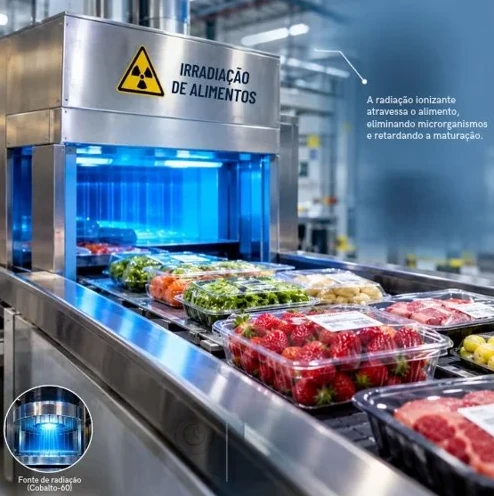 IRRADIAÇÃO
DE ALIMENTOS
A radiação ionizante
atravessa o alimento,
eliminando microrganismos
e retardando a maturação.
Fonte de radiação
(Cobalto-60)